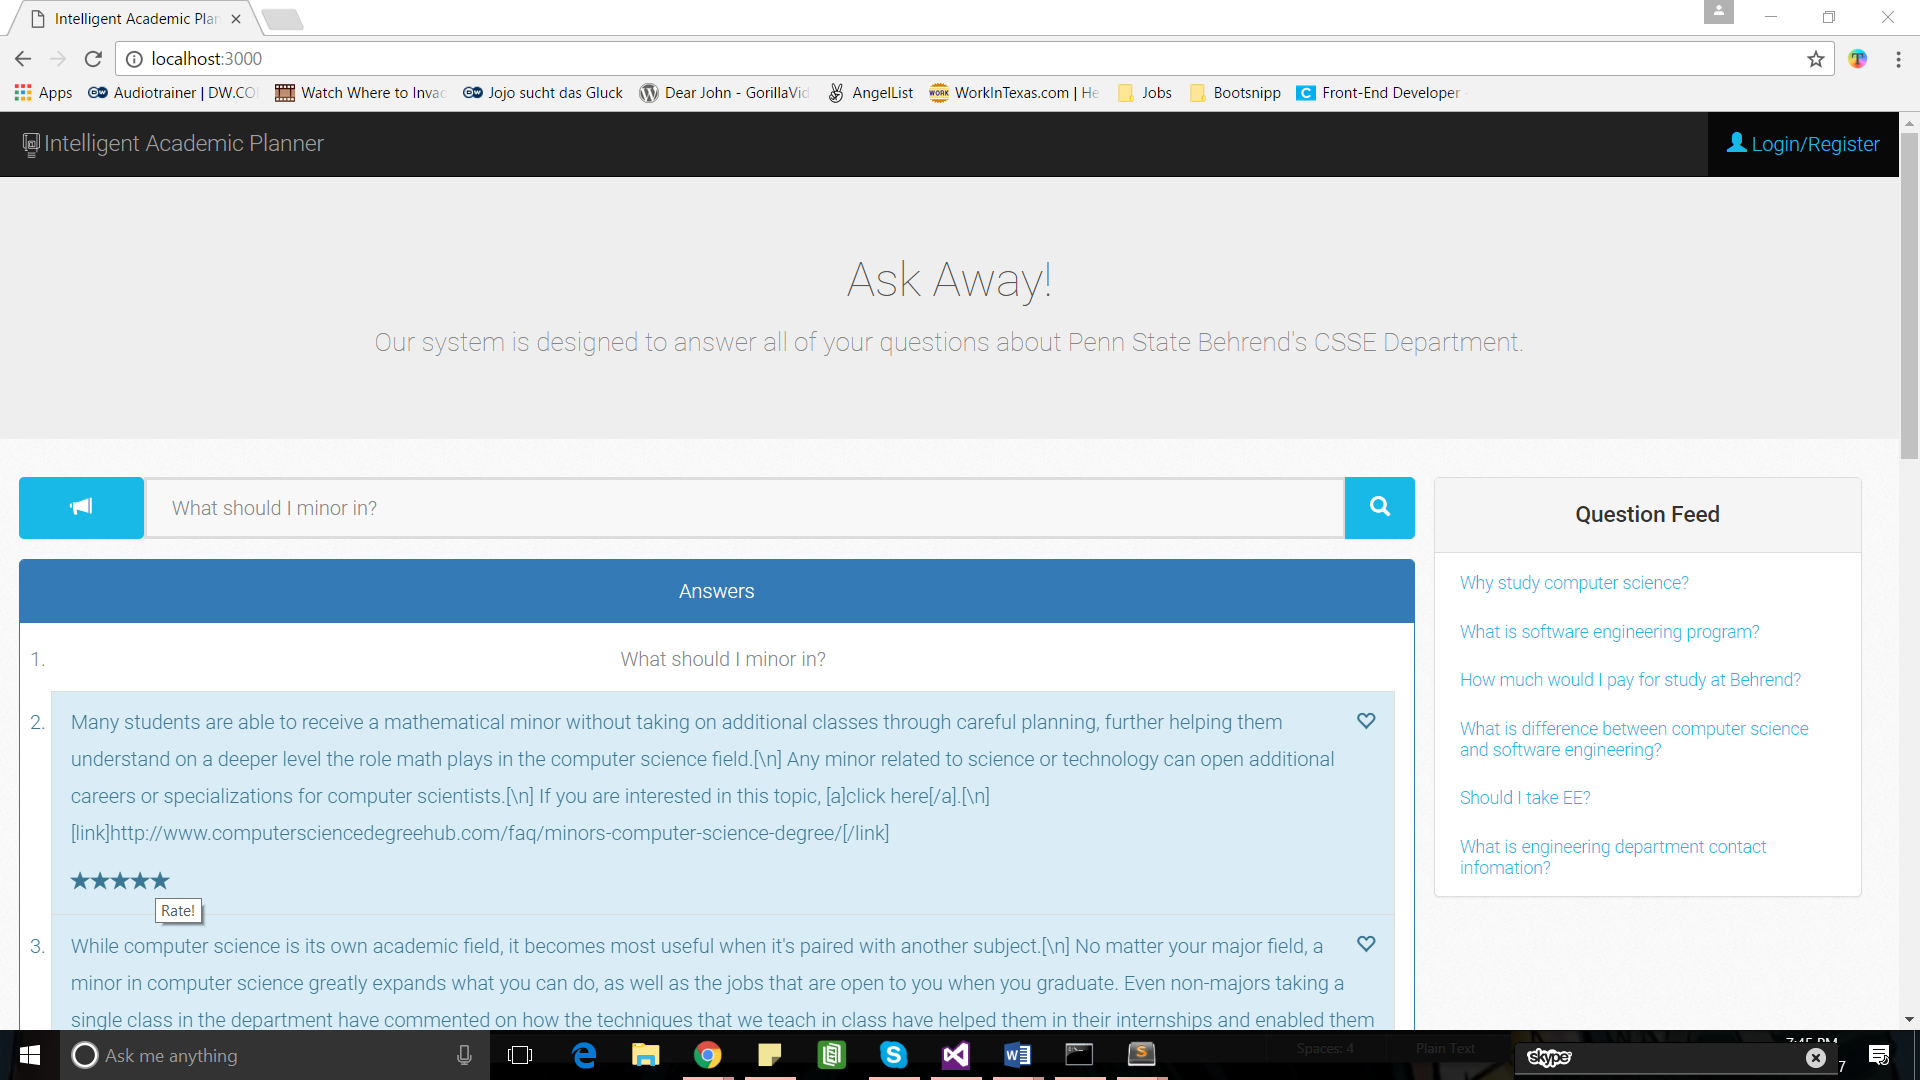 Intelligent Academic Plan
localhost:3000
Apps
Audiotrainer | DW.CO
Watch Where to Invac
Jojo sucht das Gluck
Dear John - GorillaVid
AngelList
WORK
WorkInTexas.com | He
Jobs
Bootsnipp
C
Front-End Developer
Intelligent Academic Planner
Login/Register
Ask Away!
Our system is designed to answer all of your questions about Penn State Behrend's CSSE Department.
What should I minor in?
Answers
1.
What should I minor in?
2.
Many students are able to receive a mathematical minor without taking on additional classes through careful planning, further helping them
understand on a deeper level the role math plays in the computer science field.[\n] Any minor related to science or technology can open additional
careers or specializations for computer scientists.[\n] If you are interested in this topic, [a]click here[/a].[\n]
[link]http://www.computersciencedegreehub.com/faq/minors-computer-science-degree/[/link]
Rate!
3.
While computer science is its own academic field, it becomes most useful when it's paired with another subject.[\n] No matter your major field, a
minor in computer science greatly expands what you can do, as well as the jobs that are open to you when you graduate. Even non-majors taking a
single class in the department have commented on how the techniques that we teach in class have helped them in their internships and enabled them
Question Feed
Why study computer science?
What is software engineering program?
How much would I pay for study at Behrend?
What is difference between computer science
and software engineering?
Should I take EE?
What is engineering department contact
infomation?
Ask me anything
Spaces: 4
Plain Text
skype
7:45 PM
7